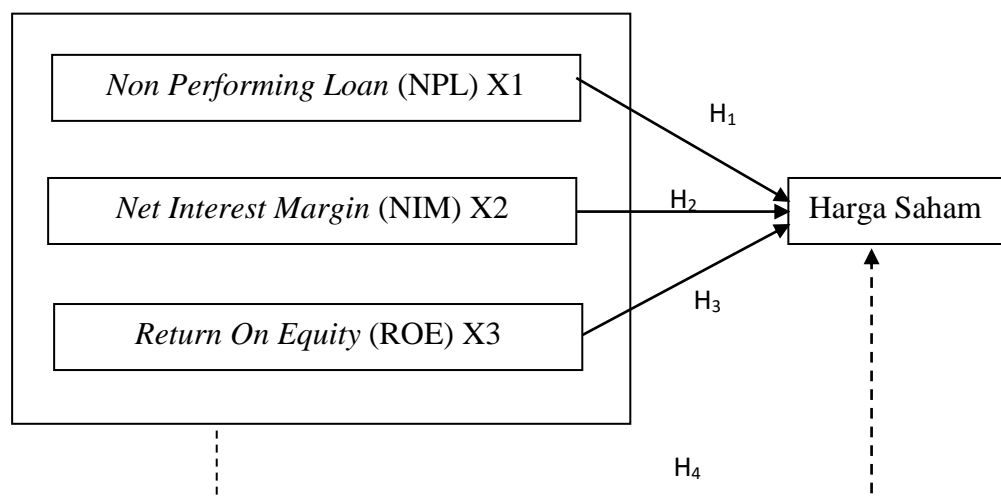 Non Performing Loan (NPL) X1
H₁
Net Interest Margin (NIM) X2
H₂
Harga Saham
H₃
Return On Equity (ROE) X3
H₄